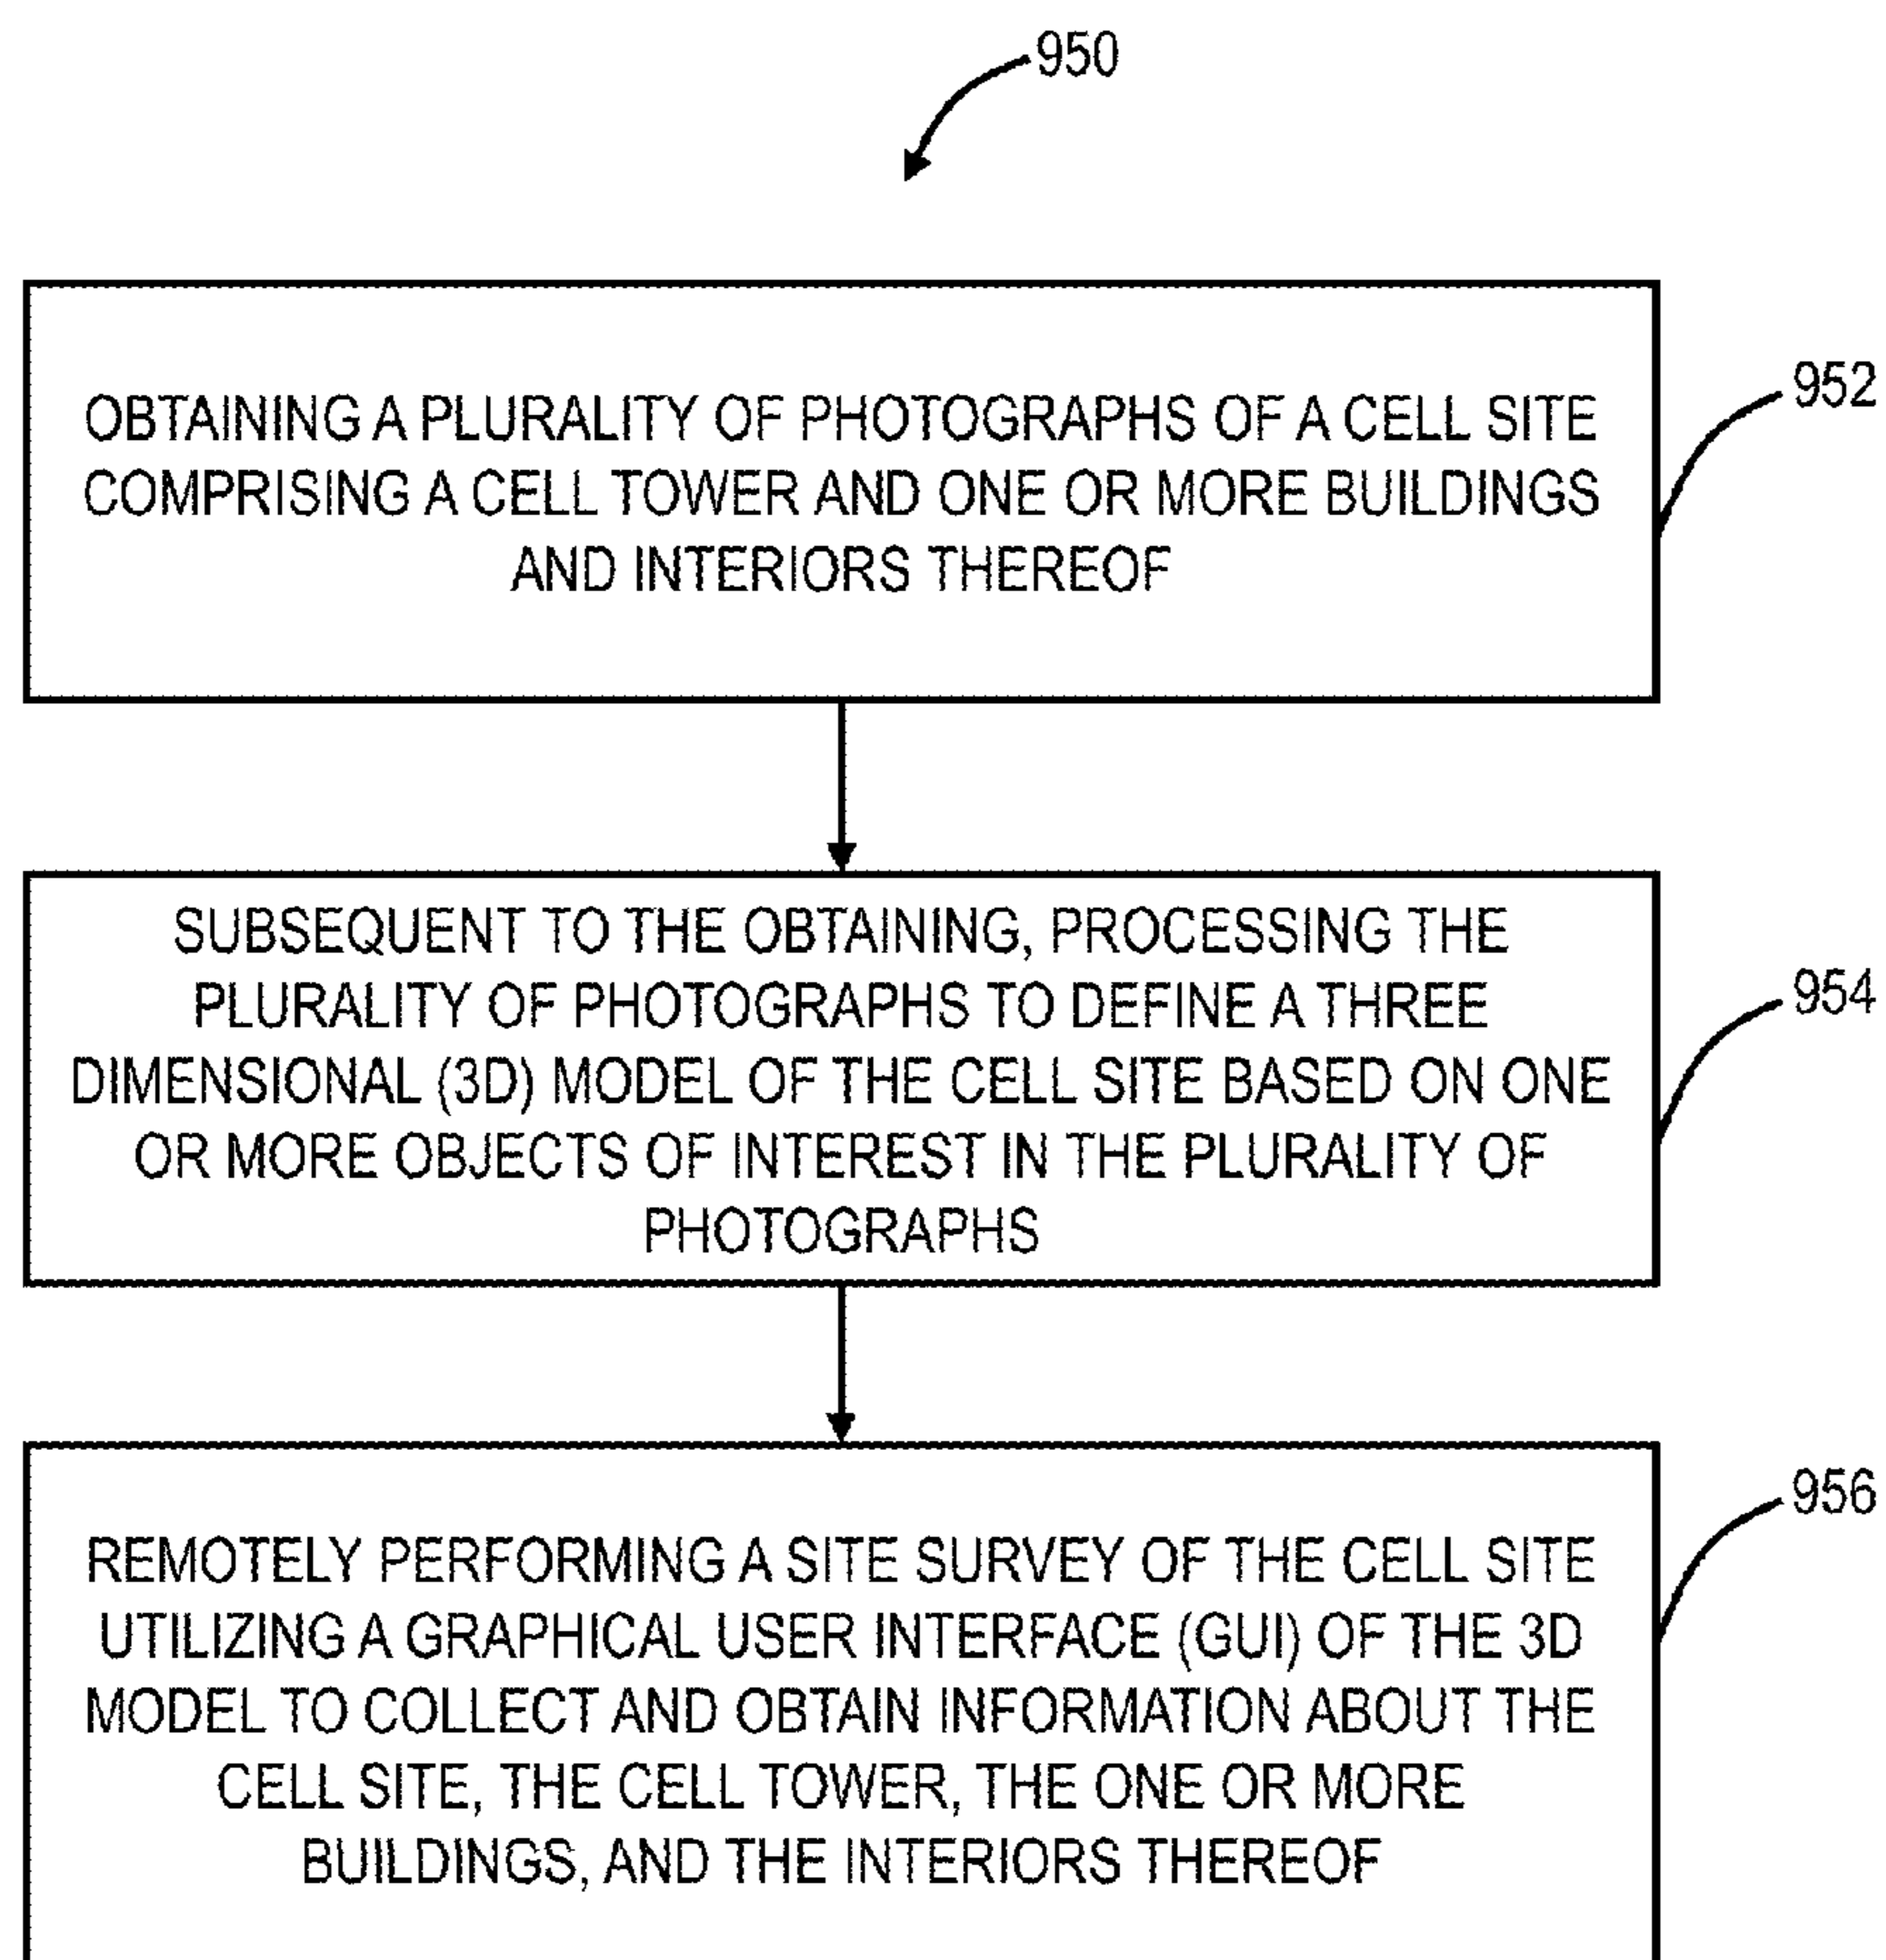 950
952
OBTAINING A PLURALITY OF PHOTOGRAPHS OF A CELL SITE
COMPRISING A CELL TOWER AND ONE OR MORE BUILDINGS
AND INTERIORS THEREOF
954
SUBSEQUENT TO THE OBTAINING, PROCESSING THE
PLURALITY OF PHOTOGRAPHS TO DEFINE A THREE
DIMENSIONAL (3D) MODEL OF THE CELL SITE BASED ON ONE
OR MORE OBJECTS OF INTEREST IN THE PLURALITY OF
PHOTOGRAPHS
956
REMOTELY PERFORMING A SITE SURVEY OF THE CELL SITE
UTILIZING A GRAPHICAL USER INTERFACE (GUI) OF THE 3D
MODEL TO COLLECT AND OBTAIN INFORMATION ABOUT THE
CELL SITE, THE CELL TOWER, THE ONE OR MORE
BUILDINGS, AND THE INTERIORS THEREOF